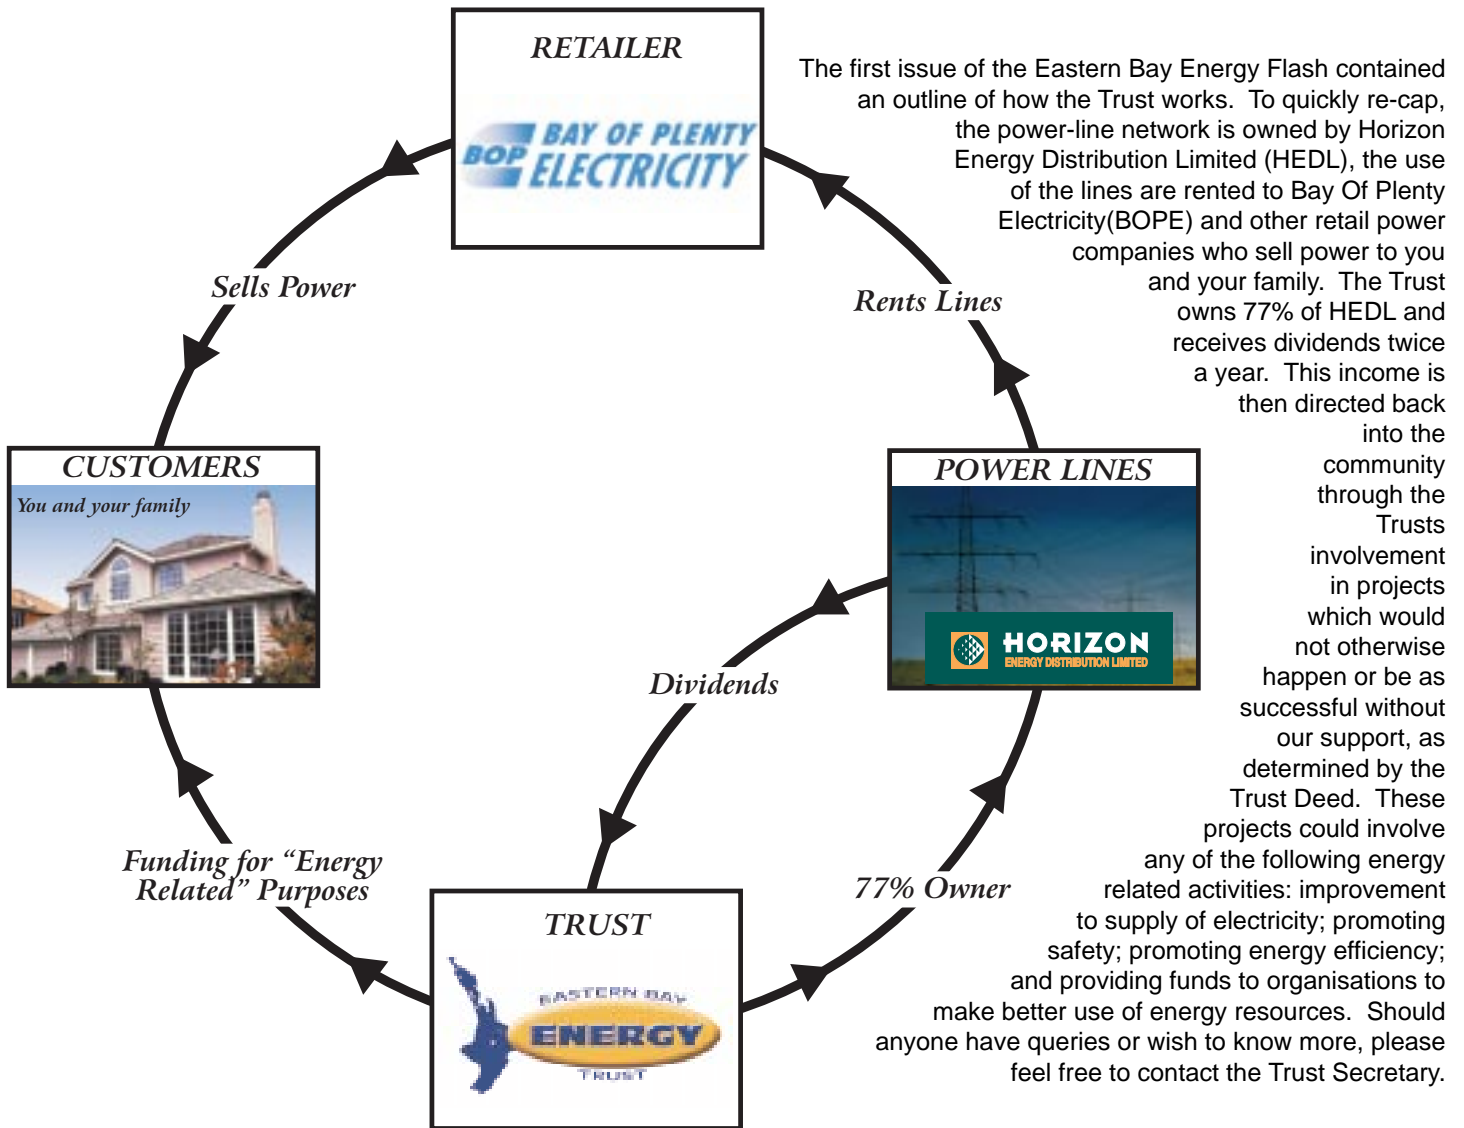 RETAILER
BOP BAY OF PLENTY
ELECTRICITY
Sells Power
Rents Lines
CUSTOMERS
You and your family
POWER LINES
HORIZON
ENERGY DISTRIBUTION LIMITED
Dividends
Funding for “Energy
Related” Purposes
77% Owner
TRUST
EASTERN BAY
ENERGY
TRUST
The first issue of the Eastern Bay Energy Flash contained
an outline of how the Trust works. To quickly re-cap,
the power-line network is owned by Horizon
Energy Distribution Limited (HEDL), the use
of the lines are rented to Bay Of Plenty
Electricity(BOPE) and other retail power
companies who sell power to you
and your family. The Trust
owns 77% of HEDL and
receives dividends twice
a year. This income is
then directed back
into the
community
through the
Trusts
involvement
in projects
which would
not otherwise
happen or be as
successful without
our support, as
determined by the
Trust Deed. These
projects could involve
any of the following energy
related activities: improvement
to supply of electricity; promoting
safety; promoting energy efficiency;
and providing funds to organisations to
make better use of energy resources. Should
anyone have queries or wish to know more, please
feel free to contact the Trust Secretary.